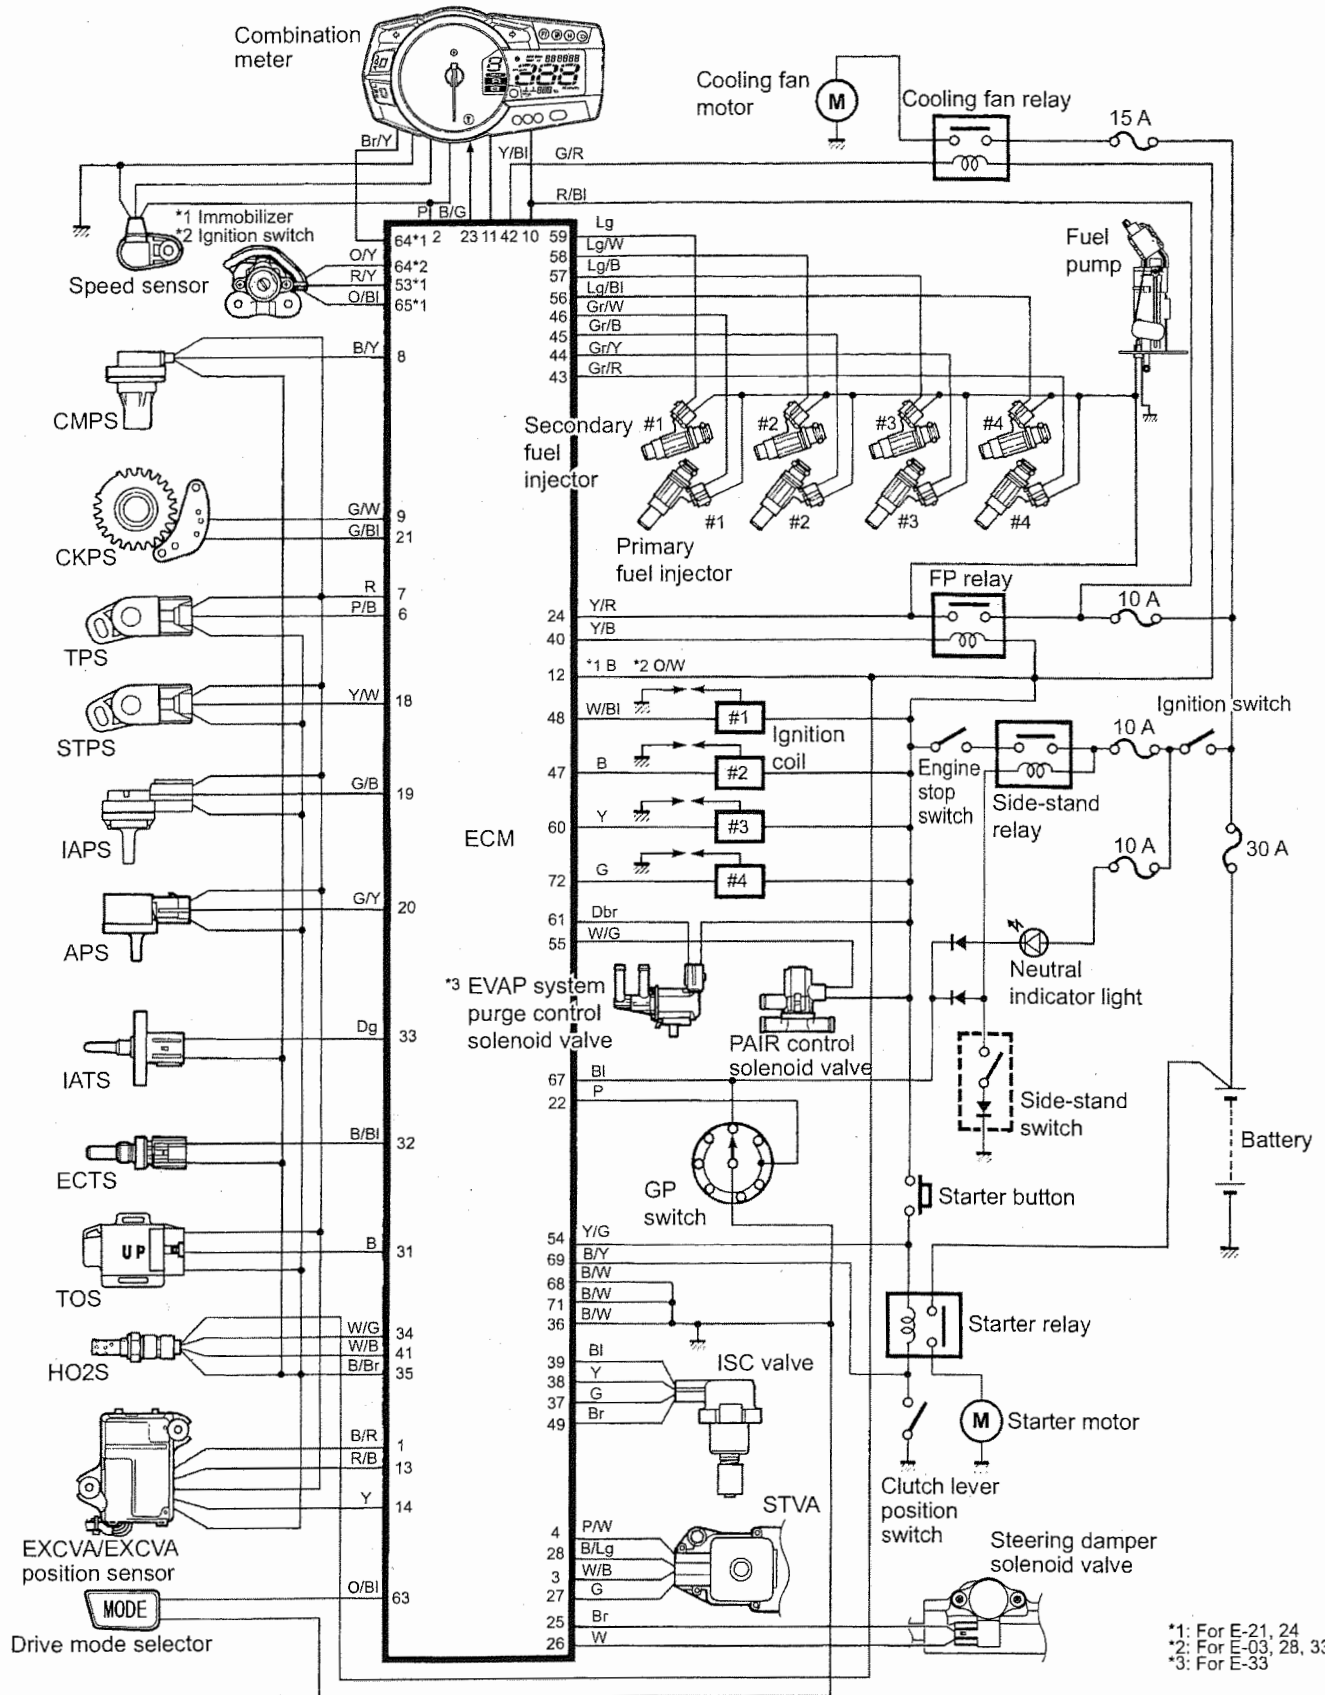 Combination
meter
Cooling fan
motor
M
Cooling fan relay
15 A
Br/Y
Y/Bl
G/R
R/Bl
P
B/G
*1 Immobilizer
*2 Ignition switch
Speed sensor
64*1
2
23
11
42
10
O/Y
64*2
R/Y
53*1
O/Bl
65*1
59
Lg
58
Lg/W
57
Lg/B
56
Lg/Bl
46
Gr/W
45
Gr/B
44
Gr/Y
43
Gr/R
Fuel
pump
CMPS
B/Y
8
Secondary
fuel
injector
#1
#2
#3
#4
#1
#2
#3
#4
Primary
fuel injector
CKPS
G/W
9
G/Bl
21
TPS
R
7
P/B
6
24
Y/R
40
Y/B
FP relay
10 A
12
*1 B
*2 O/W
STPS
Y/W
18
48
W/Bl
#1
Ignition
coil
47
B
#2
60
Y
#3
72
G
#4
Engine
stop
switch
Side-stand
relay
10 A
Ignition switch
10 A
30 A
IAPS
G/B
19
ECM
APS
G/Y
20
61
Dbr
55
W/G
*3 EVAP system
purge control
solenoid valve
PAIR control
solenoid valve
Neutral
indicator light
IATS
Dg
33
67
Bl
22
P
Side-stand
switch
Battery
ECTS
B/Bl
32
GP
switch
Starter button
TOS
UP
B
31
54
Y/G
69
B/Y
68
B/W
71
B/W
36
B/W
Starter relay
HO2S
W/G
34
W/B
41
B/Br
35
39
Bl
38
Y
37
G
49
Br
ISC valve
M
Starter motor
Clutch lever
position
switch
EXCVA/EXCVA
position sensor
B/R
1
R/B
13
Y
14
STVA
4
P/W
28
B/Lg
3
W/B
27
G
Steering damper
solenoid valve
MODE
Drive mode selector
O/Bl
63
25
Br
26
W
*1: For E-21, 24
*2: For E-03, 28, 33
*3: For E-33